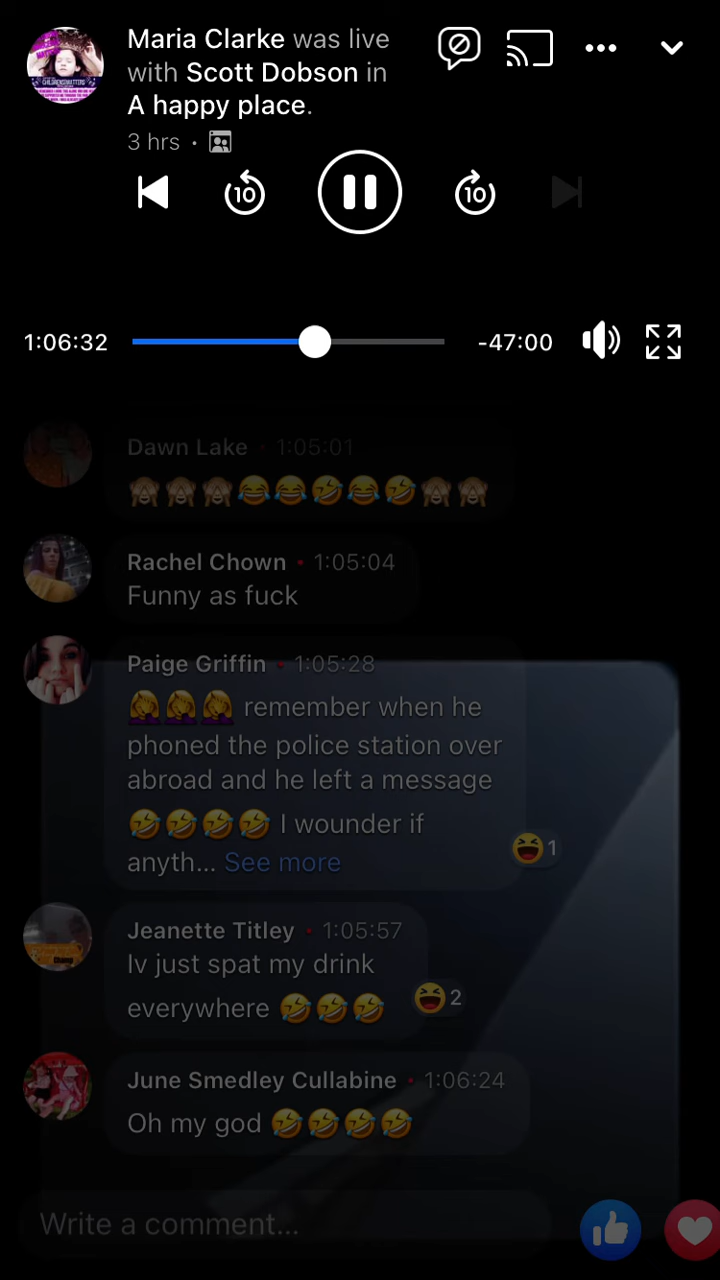 Maria Clarke was live
with Scott Dobson in
A happy place.
3 hrs ·
10
10
1:06:32
-47:00
Dawn Lake · 1:05:01
🙈🙈🙈😂😂🤣😂🤣🙈🙈
Rachel Chown · 1:05:04
Funny as fuck
Paige Griffin · 1:05:28
🤦‍♀️🤦‍♀️🤦‍♀️ remember when he
phoned the police station over
abroad and he left a message
🤣🤣🤣🤣 I wounder if
anyth... See more
1
Jeanette Titley · 1:05:57
Iv just spat my drink
everywhere 🤣🤣🤣
2
June Smedley Cullabine · 1:06:24
Oh my god 🤣🤣🤣🤣
Write a comment...